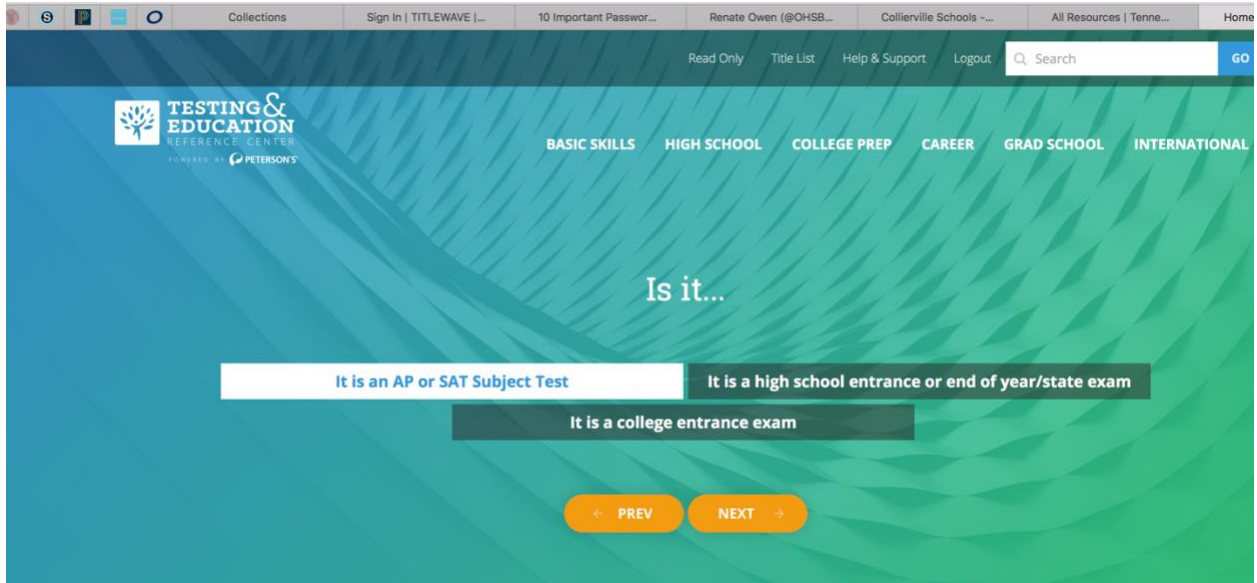 Collections Sign In | TITLEWAVE |... 10 Important Passwor... Renate Owen (@OHSB... Collierville Schools -... All Resources | Tenne... Home
Read Only Title List Help & Support Logout Search GO
TESTING &
EDUCATION
REFERENCE CENTER
POWERED BY PETERSON'S
BASIC SKILLS HIGH SCHOOL COLLEGE PREP CAREER GRAD SCHOOL INTERNATIONAL
Is it...
It is an AP or SAT Subject Test It is a high school entrance or end of year/state exam
It is a college entrance exam
← PREV NEXT →